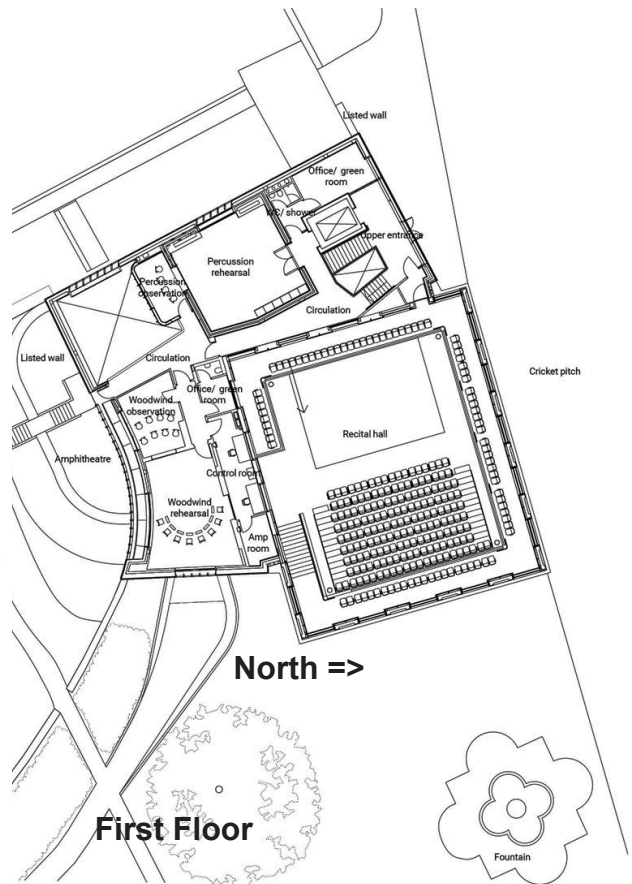 Listed wall
Office/ green
room
WC/ shower
Upper entrance
Percussion
rehearsal
Percussion
observation
Circulation
Listed wall
Circulation
Cricket pitch
Office/ green
room
Woodwind
observation
Recital hall
Amphitheatre
Control room
Woodwind
rehearsal
Amp
room
North =>
First Floor
Fountain